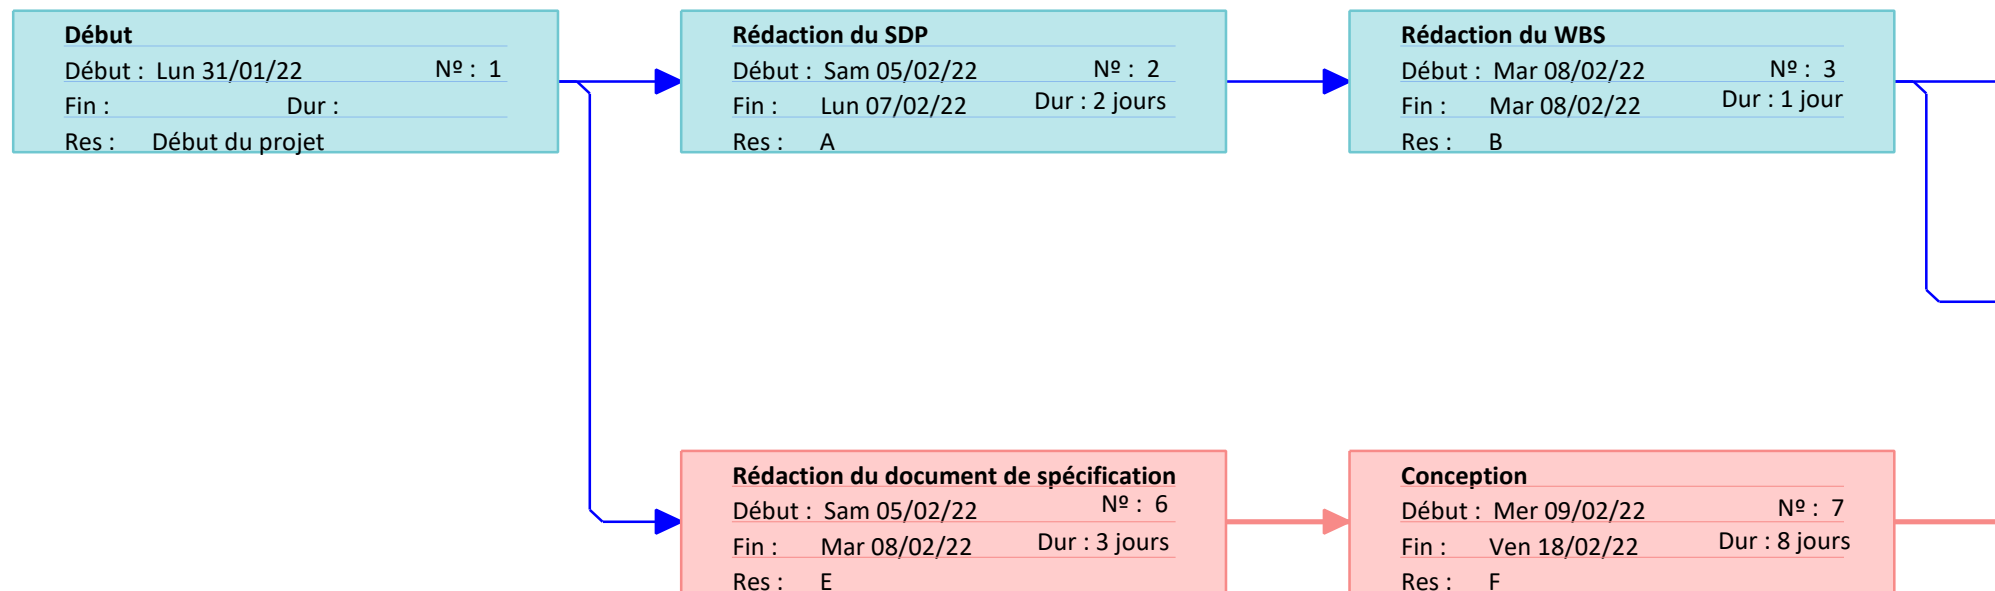 Début
Début : Lun 31/01/22 Nº : 1
Fin : Dur :
Res : Début du projet
Rédaction du SDP
Début : Sam 05/02/22 Nº : 2
Fin : Lun 07/02/22 Dur : 2 jours
Res : A
Rédaction du WBS
Début : Mar 08/02/22 Nº : 3
Fin : Mar 08/02/22 Dur : 1 jour
Res : B
Rédaction du document de spécification
Début : Sam 05/02/22 Nº : 6
Fin : Mar 08/02/22 Dur : 3 jours
Res : E
Conception
Début : Mer 09/02/22 Nº : 7
Fin : Ven 18/02/22 Dur : 8 jours
Res : F